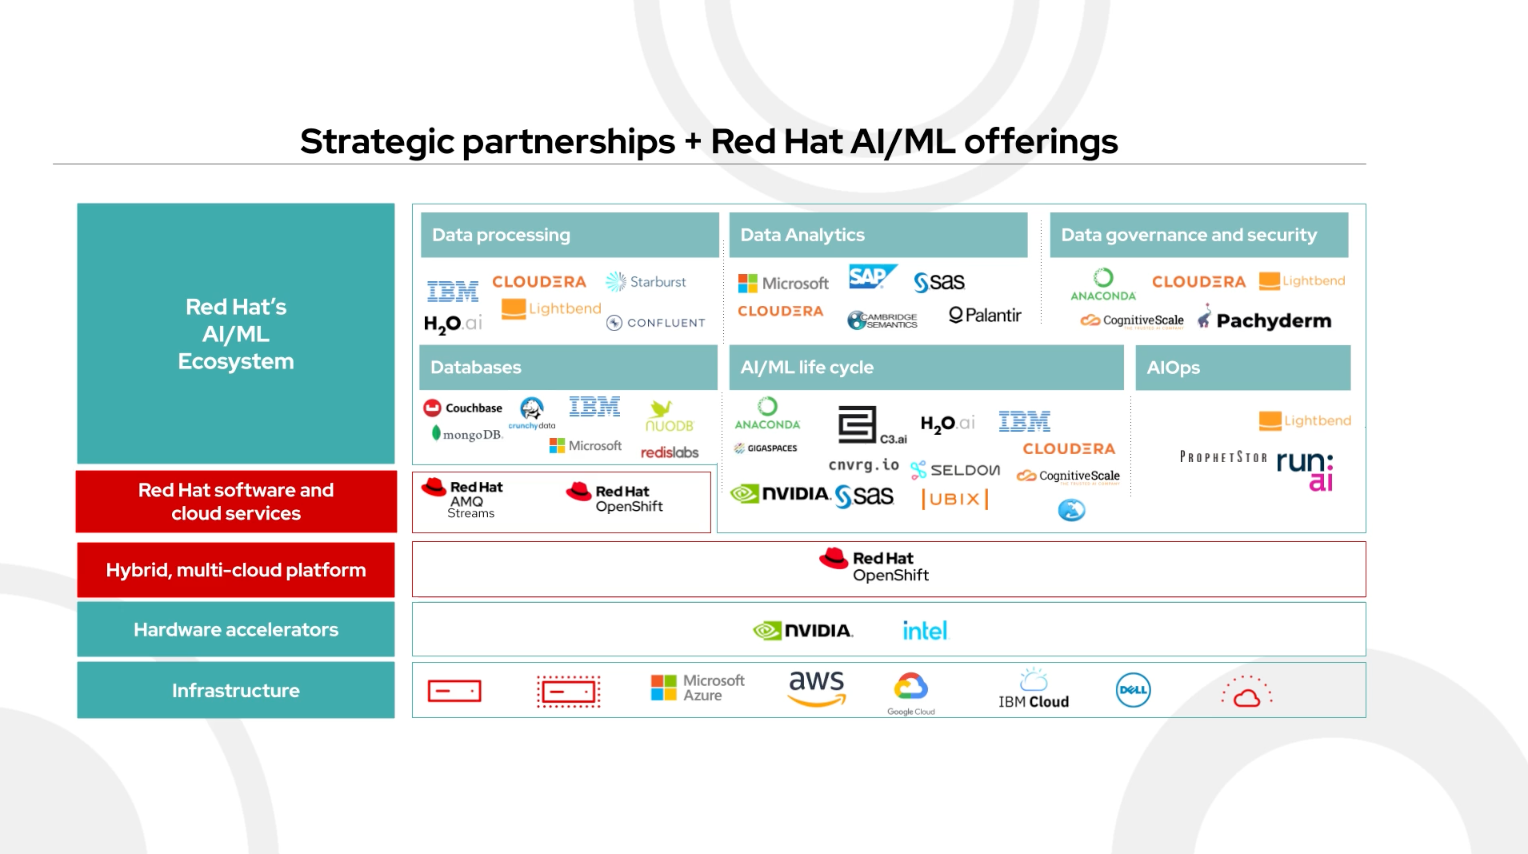 Strategic partnerships + Red Hat AI/ML offerings
Red Hat's
AI/ML
Ecosystem
Data processing
IBM
CLOUDERA
Starburst
Lightbend
H2O.ai
CONFLUENT
Data Analytics
Microsoft
SAP
sas
CLOUDERA
CAMBRIDGE
SEMANTICS
Palantir
Data governance and security
ANACONDA
CLOUDERA
Lightbend
CognitiveScale
Pachyderm
Databases
Couchbase
crunchydata
IBM
NUODB
mongoDB.
Microsoft
redislabs
AI/ML life cycle
ANACONDA
C3.ai
H2O.ai
IBM
GIGASPACES
CLOUDERA
cnvrg.io
SELDON
CognitiveScale
NVIDIA.
sas
UBIX
AIOps
Lightbend
PROPHETSTOR
run:
ai
Red Hat software and
cloud services
Red Hat
AMQ
Streams
Red Hat
OpenShift
Hybrid, multi-cloud platform
Red Hat
OpenShift
Hardware accelerators
NVIDIA.
intel
Infrastructure
Microsoft
Azure
aws
Google Cloud
IBM Cloud
DELL